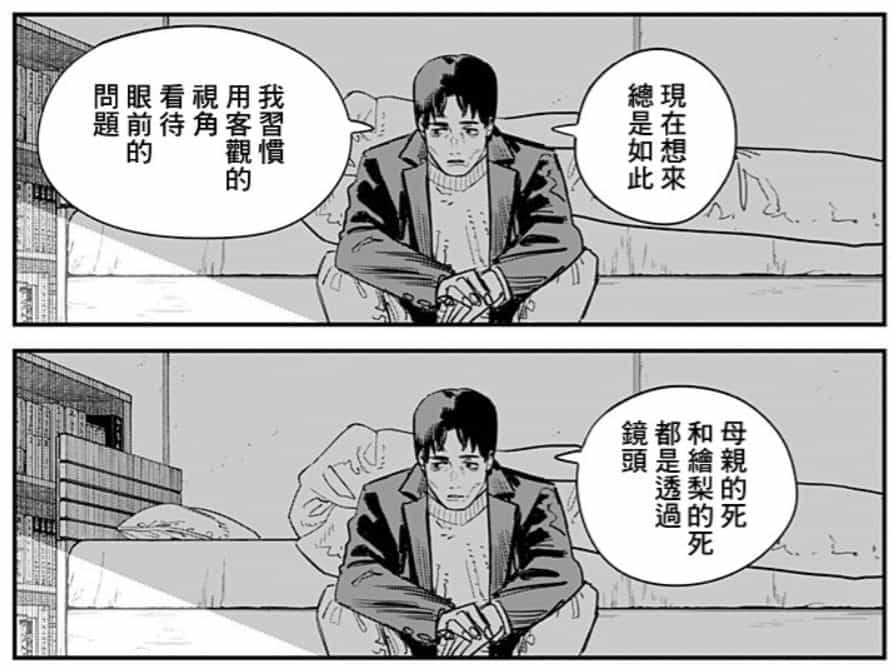 現在想來
總是如此
我習慣
用客觀的
視角
看待
眼前的
問題
母親的死
和繪梨的死
都是透過
鏡頭